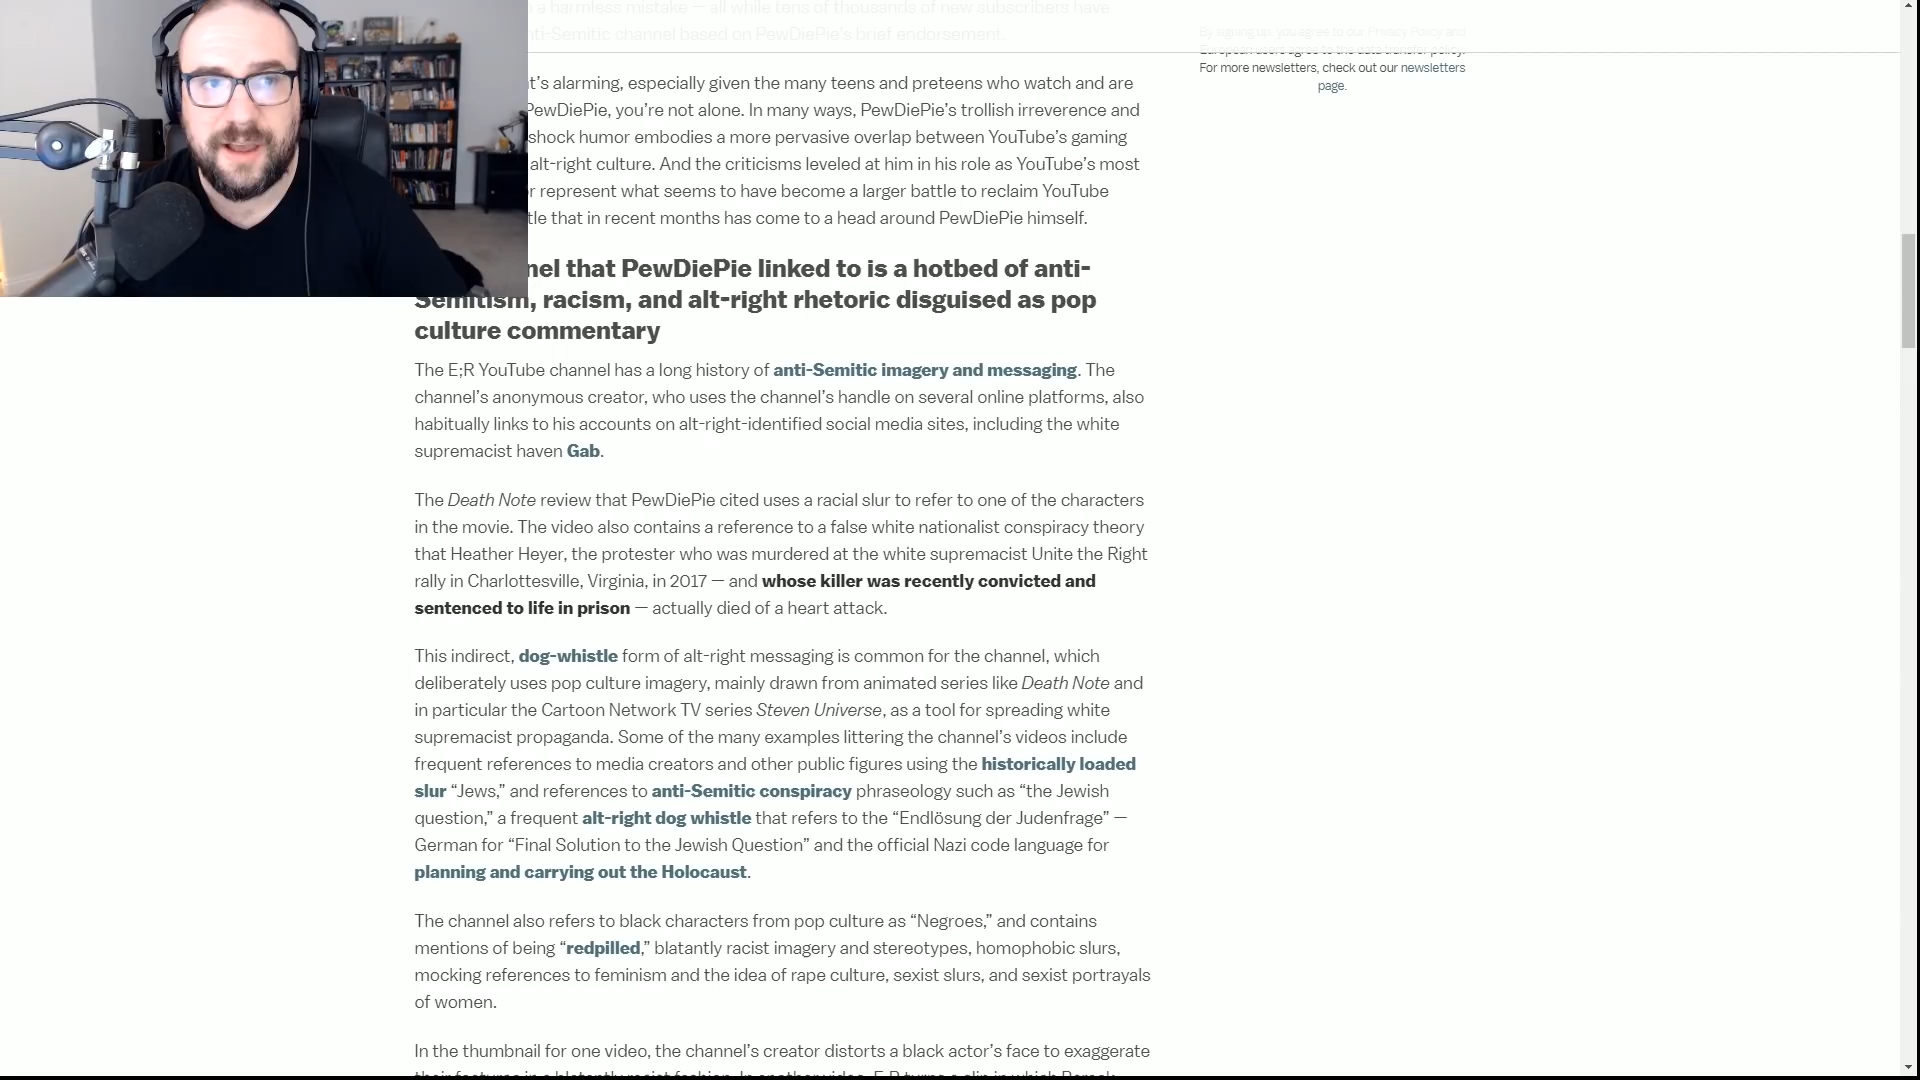 a harmless mistake — all while tens of thousands of new subscribers have
nti-Semitic channel based on PewDiePie's brief endorsement.
By signing up, you agree to our Privacy Policy and
European users agree to the data transfer policy.
For more newsletters, check out our newsletters
page.
t's alarming, especially given the many teens and preteens who watch and are
PewDiePie, you're not alone. In many ways, PewDiePie's trollish irreverence and
shock humor embodies a more pervasive overlap between YouTube's gaming
alt-right culture. And the criticisms leveled at him in his role as YouTube's most
r represent what seems to have become a larger battle to reclaim YouTube
tle that in recent months has come to a head around PewDiePie himself.
nel that PewDiePie linked to is a hotbed of anti-
Semitism, racism, and alt-right rhetoric disguised as pop
culture commentary
The E;R YouTube channel has a long history of anti-Semitic imagery and messaging. The
channel's anonymous creator, who uses the channel's handle on several online platforms, also
habitually links to his accounts on alt-right-identified social media sites, including the white
supremacist haven Gab.
The Death Note review that PewDiePie cited uses a racial slur to refer to one of the characters
in the movie. The video also contains a reference to a false white nationalist conspiracy theory
that Heather Heyer, the protester who was murdered at the white supremacist Unite the Right
rally in Charlottesville, Virginia, in 2017 — and whose killer was recently convicted and
sentenced to life in prison — actually died of a heart attack.
This indirect, dog-whistle form of alt-right messaging is common for the channel, which
deliberately uses pop culture imagery, mainly drawn from animated series like Death Note and
in particular the Cartoon Network TV series Steven Universe, as a tool for spreading white
supremacist propaganda. Some of the many examples littering the channel's videos include
frequent references to media creators and other public figures using the historically loaded
slur “Jews,” and references to anti-Semitic conspiracy phraseology such as “the Jewish
question,” a frequent alt-right dog whistle that refers to the “Endlösung der Judenfrage” —
German for “Final Solution to the Jewish Question” and the official Nazi code language for
planning and carrying out the Holocaust.
The channel also refers to black characters from pop culture as “Negroes,” and contains
mentions of being “redpilled,” blatantly racist imagery and stereotypes, homophobic slurs,
mocking references to feminism and the idea of rape culture, sexist slurs, and sexist portrayals
of women.
In the thumbnail for one video, the channel's creator distorts a black actor's face to exaggerate